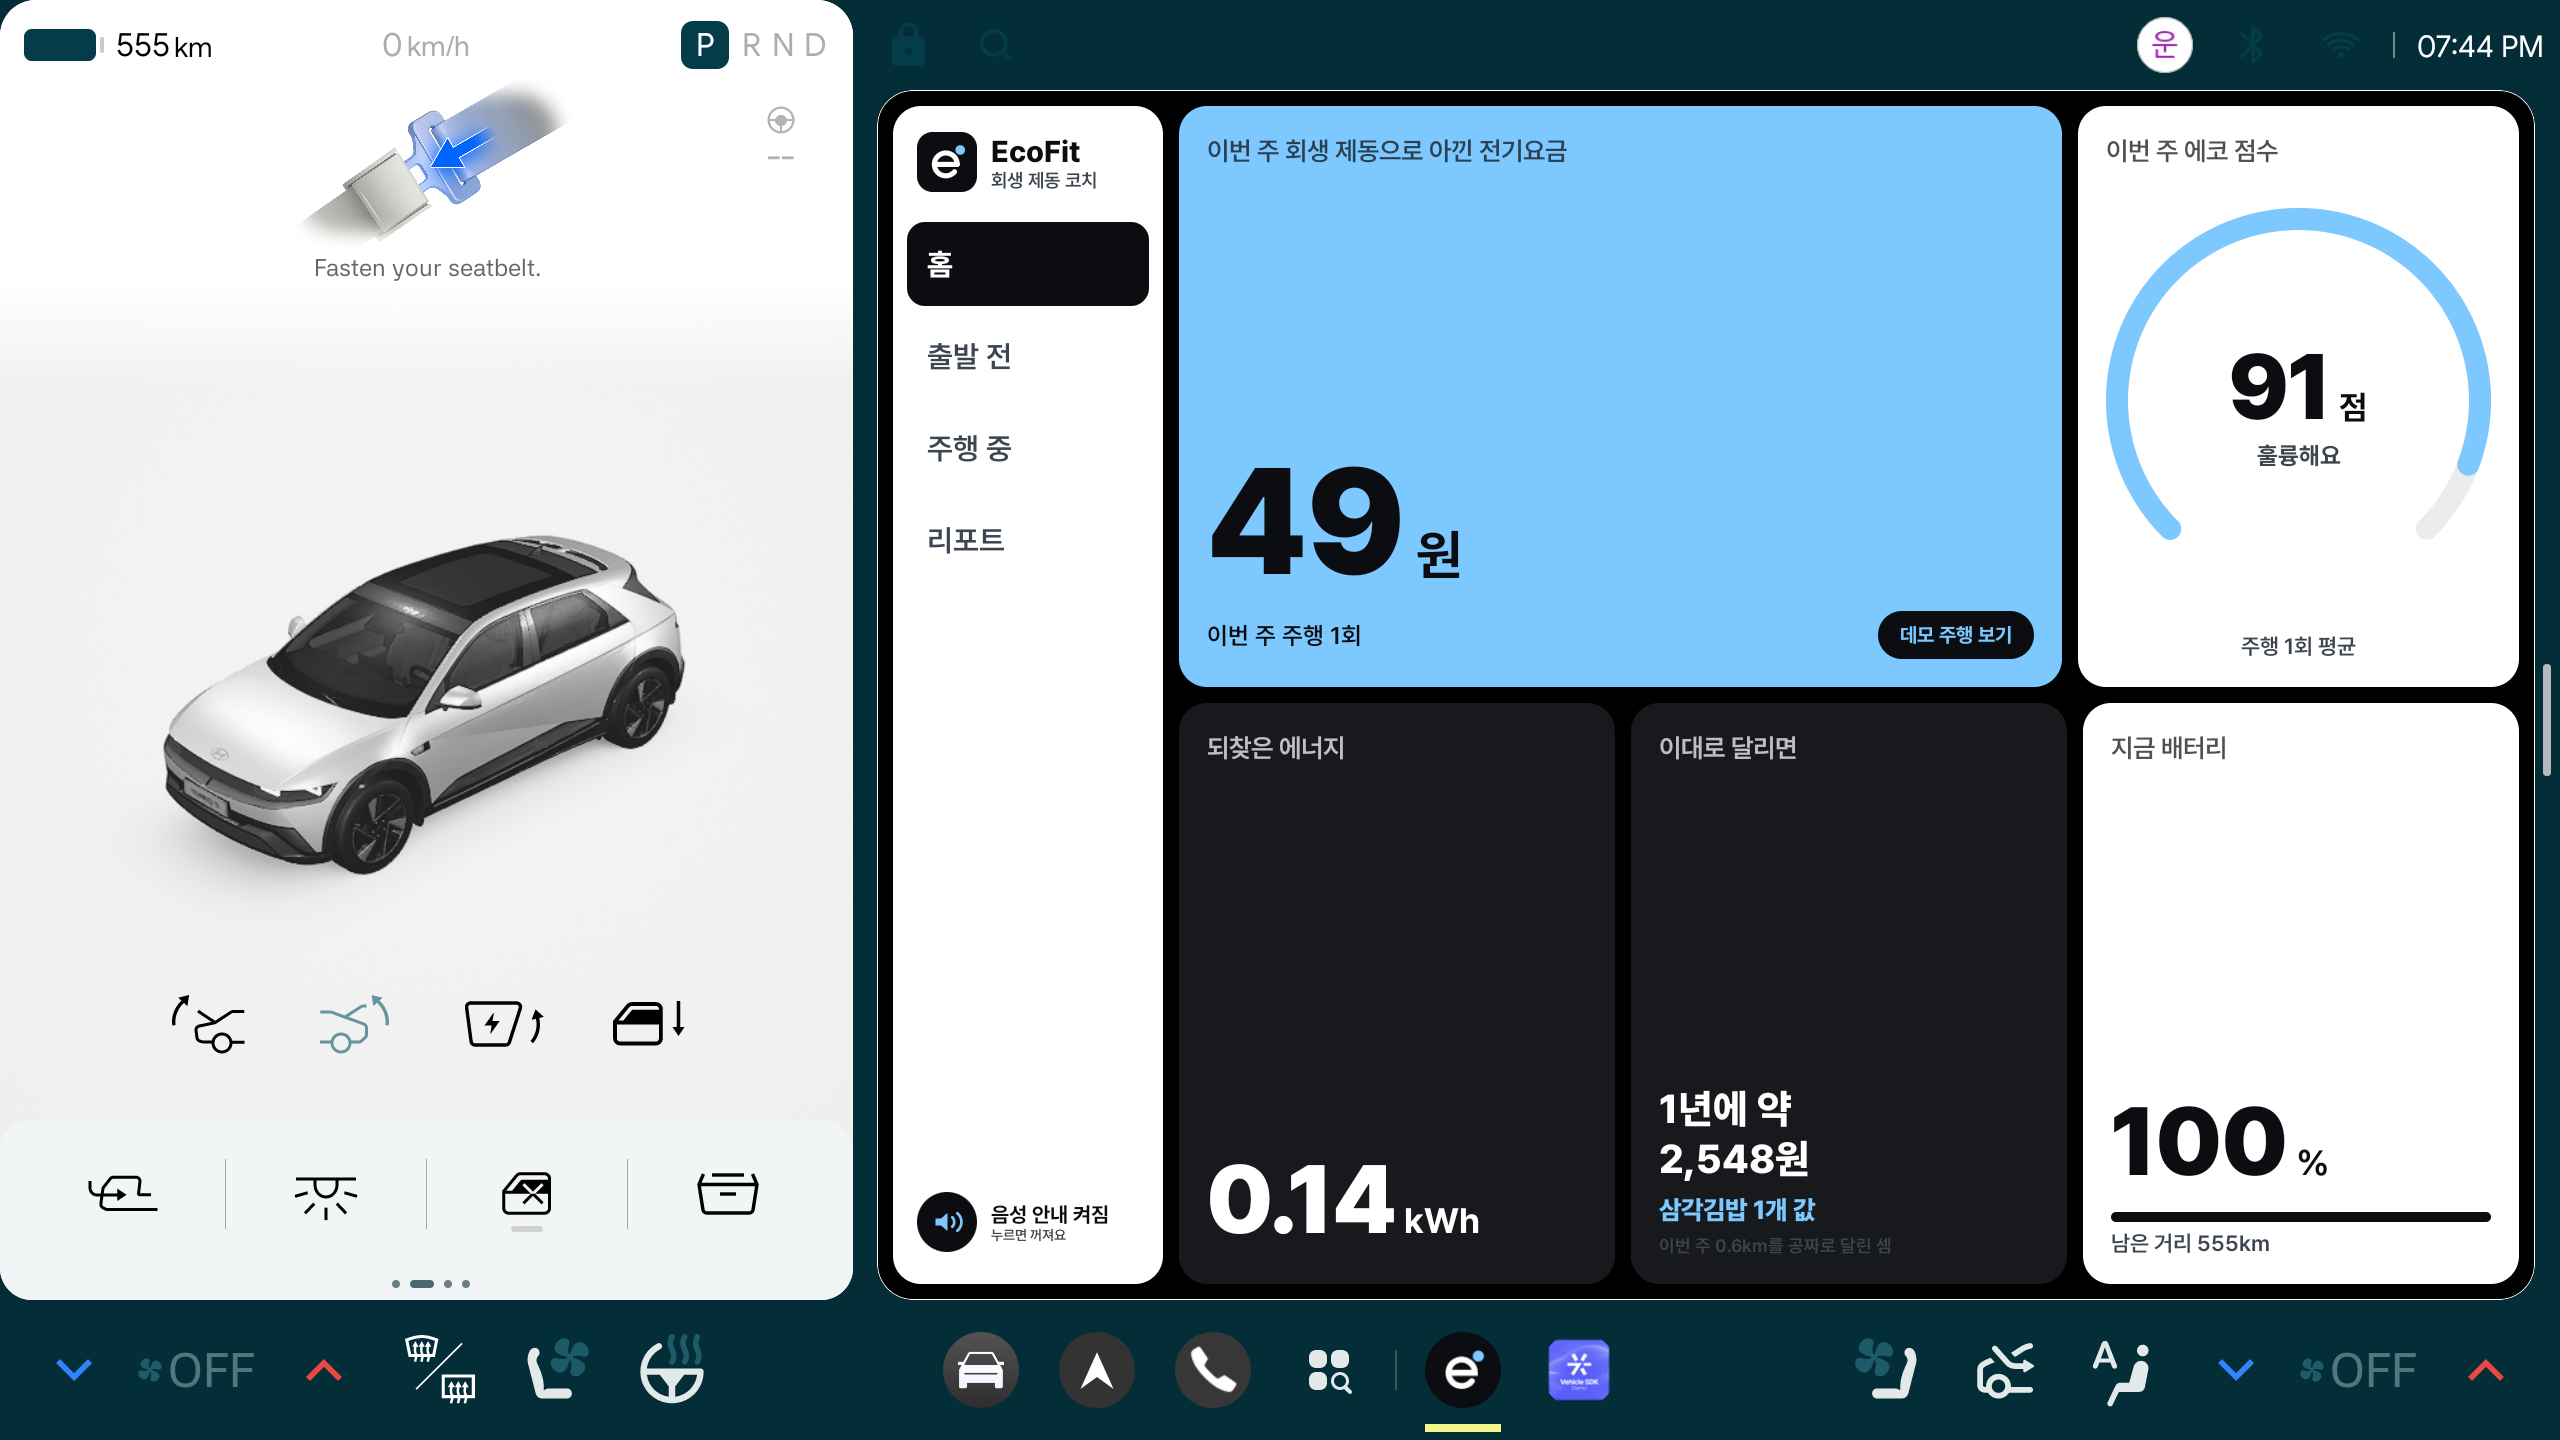 555 km
0 km/h
P R N D
--
Fasten your seatbelt.
운
07:44 PM
EcoFit
회생 제동 코치
홈
출발 전
주행 중
리포트
음성 안내 켜짐
누르면 꺼져요
이번 주 회생 제동으로 아낀 전기요금
49 원
이번 주 주행 1회
데모 주행 보기
이번 주 에코 점수
91 점
훌륭해요
주행 1회 평균
되찾은 에너지
0.14 kWh
이대로 달리면
1년에 약
2,548원
삼각김밥 1개 값
이번 주 0.6km를 공짜로 달린 셈
지금 배터리
100 %
남은 거리 555km
OFF
e
Vehicle SDK
Demo
A
OFF